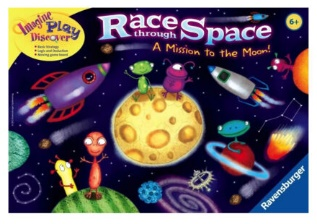 Imagine
Play
Discover
Race
through
Space
A Mission to the Moon!
6+
Ravensburger